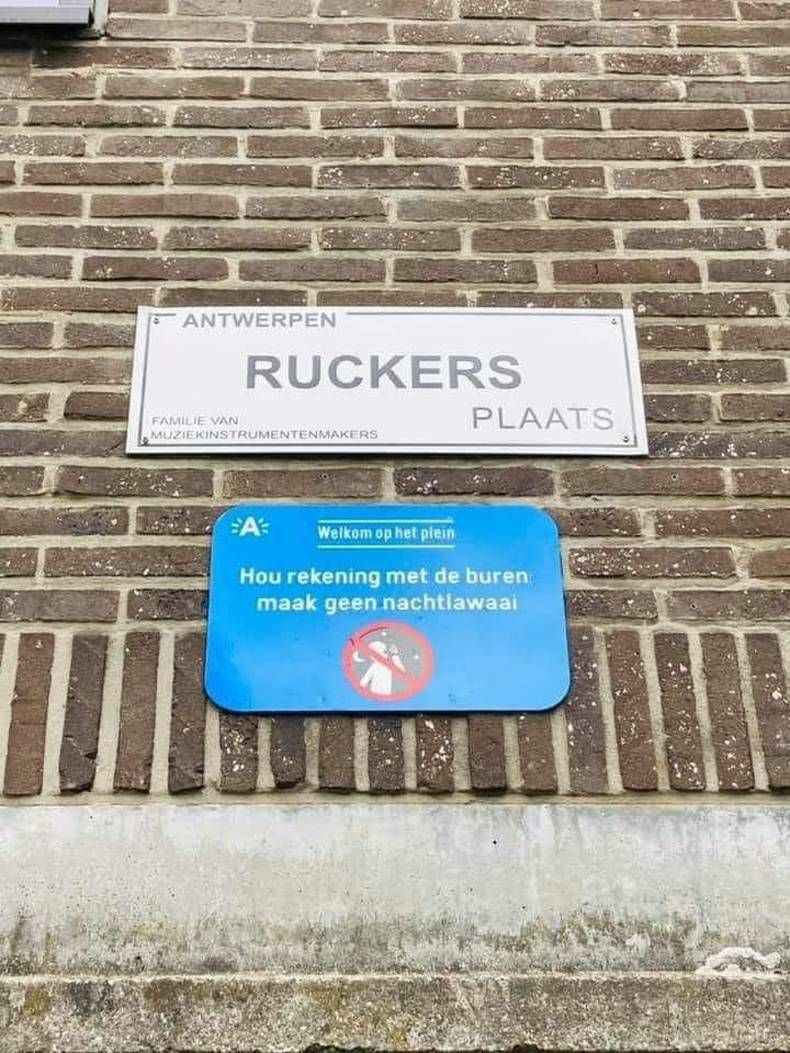 ANTWERPEN
RUCKERS
PLAATS
FAMILIE VAN
MUZIEKINSTRUMENTENMAKERS
A
Welkom op het plein
Hou rekening met de buren
maak geen nachtlawaai